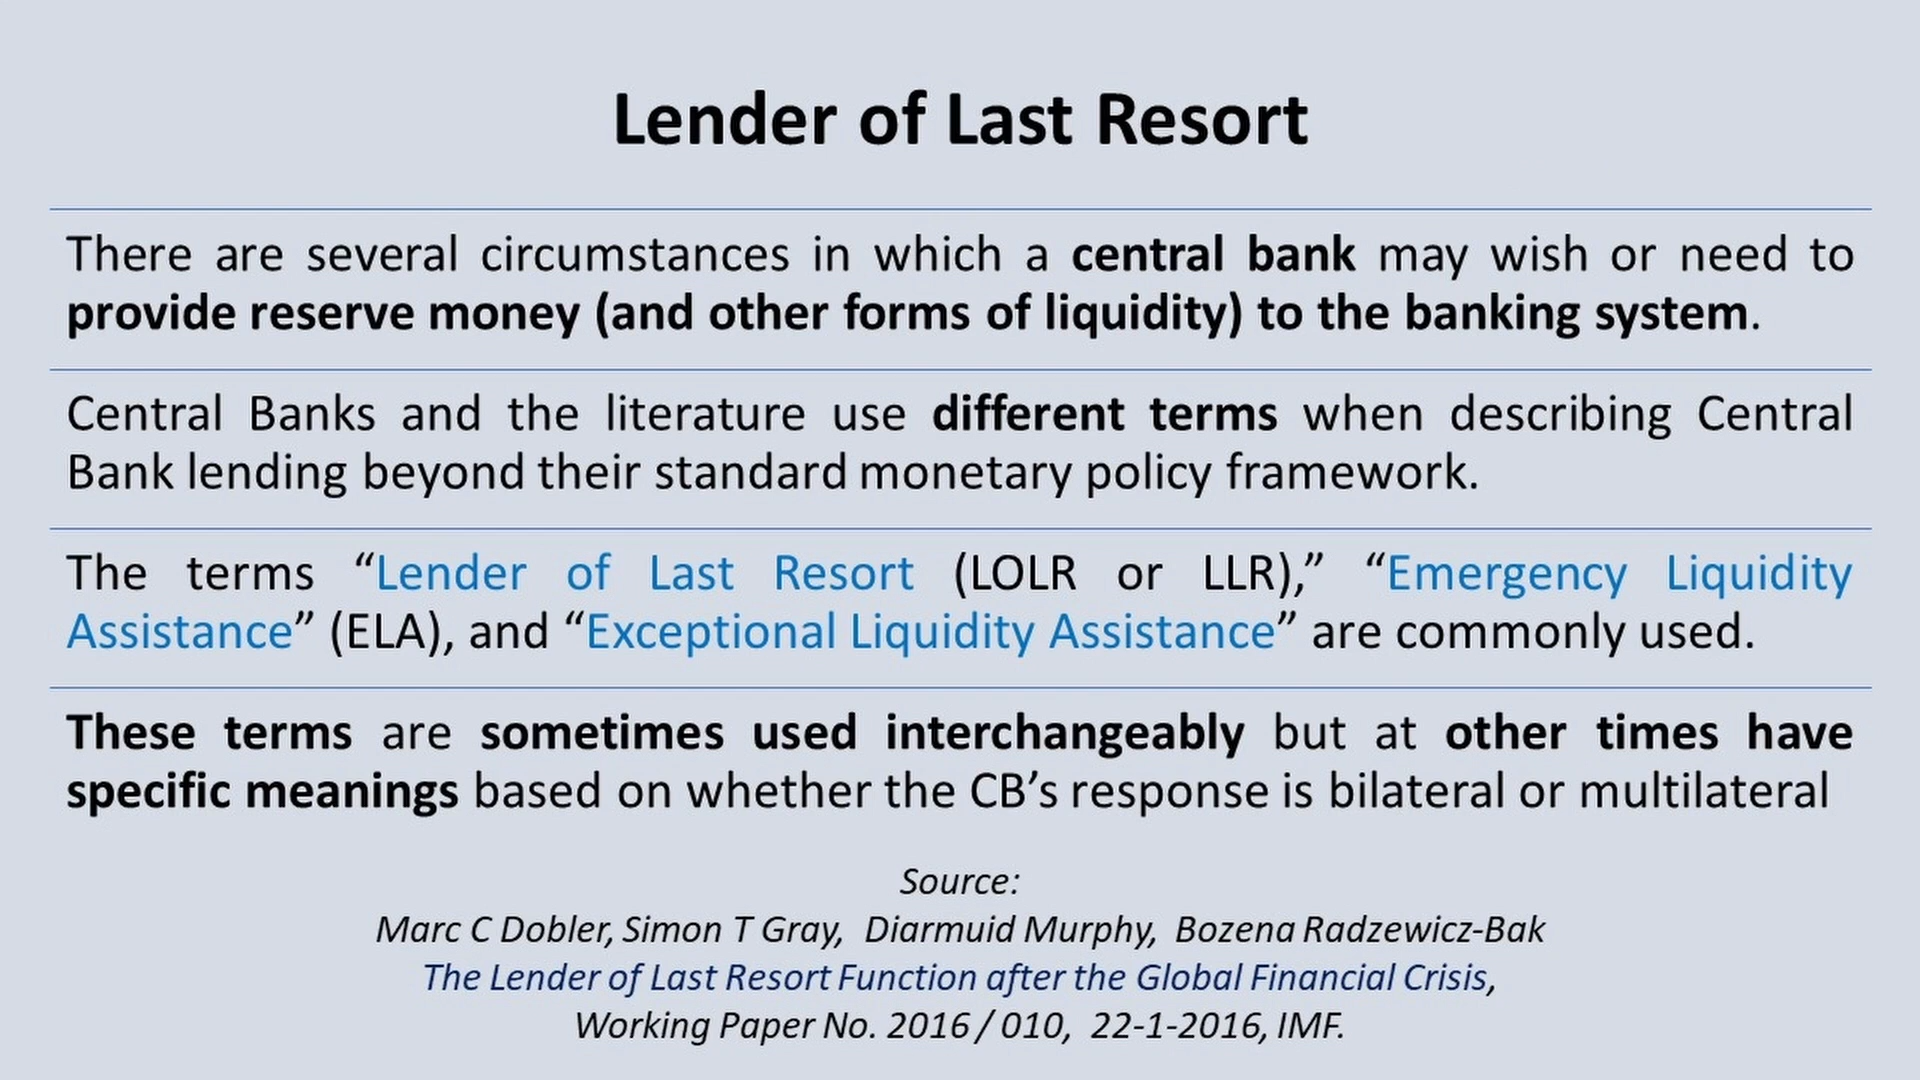 Lender of Last Resort
There are several circumstances in which a central bank may wish or need to
provide reserve money (and other forms of liquidity) to the banking system.
Central Banks and the literature use different terms when describing Central
Bank lending beyond their standard monetary policy framework.
The terms “Lender of Last Resort (LOLR or LLR),” “Emergency Liquidity
Assistance” (ELA), and “Exceptional Liquidity Assistance” are commonly used.
These terms are sometimes used interchangeably but at other times have
specific meanings based on whether the CB’s response is bilateral or multilateral
Source:
Marc C Dobler, Simon T Gray, Diarmuid Murphy, Bozena Radzewicz-Bak
The Lender of Last Resort Function after the Global Financial Crisis,
Working Paper No. 2016 / 010, 22-1-2016, IMF.